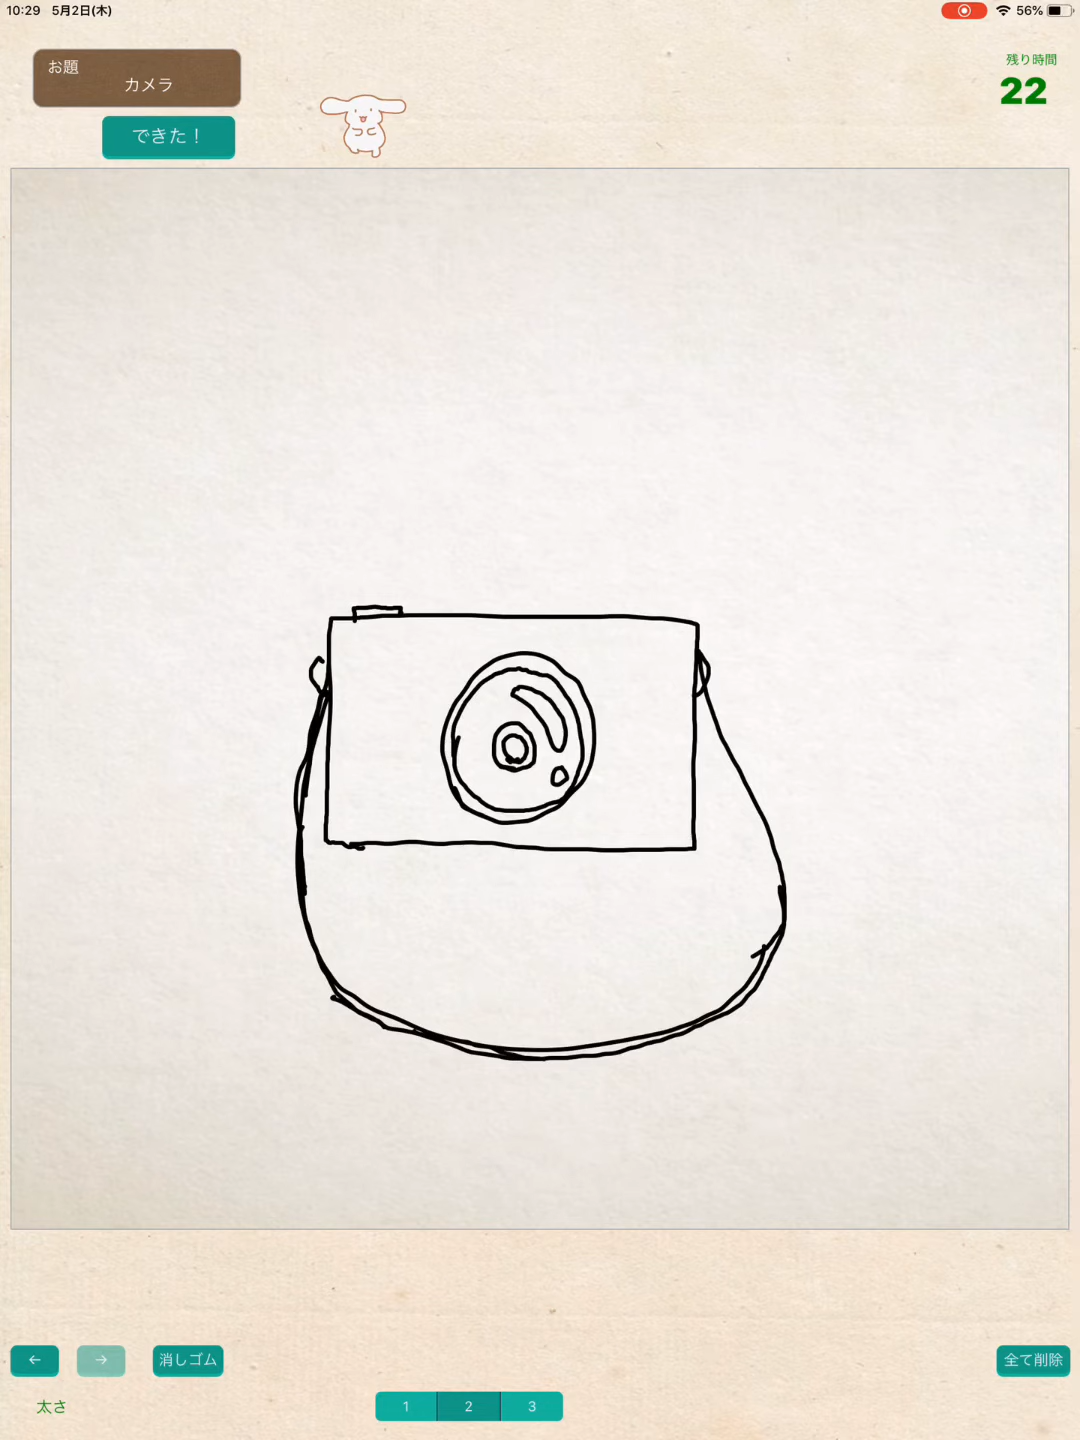 10:29 5月2日(木)
56%
お題
カメラ
できた！
残り時間
22
←
→
消しゴム
全て削除
太さ
1
2
3